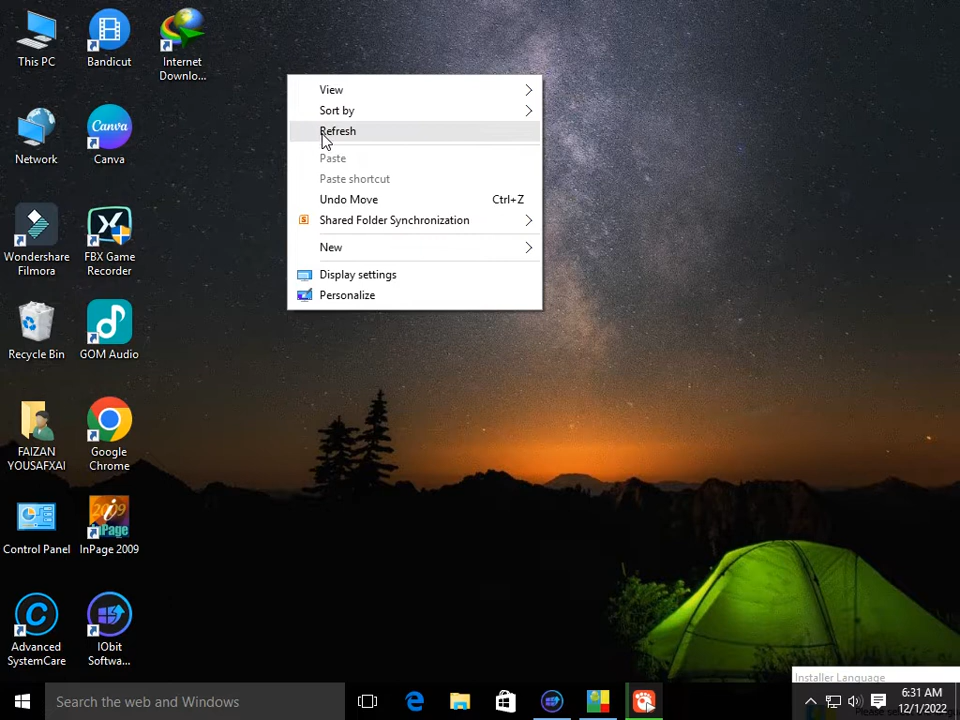 This PC
Bandicut
Internet
Downlo...
Network
Canva
Wondershare
Filmora
FBX Game
Recorder
Recycle Bin
GOM Audio
FAIZAN
YOUSAFXAI
Google
Chrome
Control Panel
2009
InPage
InPage 2009
Advanced
SystemCare
IObit
Softwa...
View
Sort by
Refresh
Paste
Paste shortcut
Undo Move Ctrl+Z
Shared Folder Synchronization
New
Display settings
Personalize
Installer Language
Search the web and Windows
6:31 AM
12/1/2022